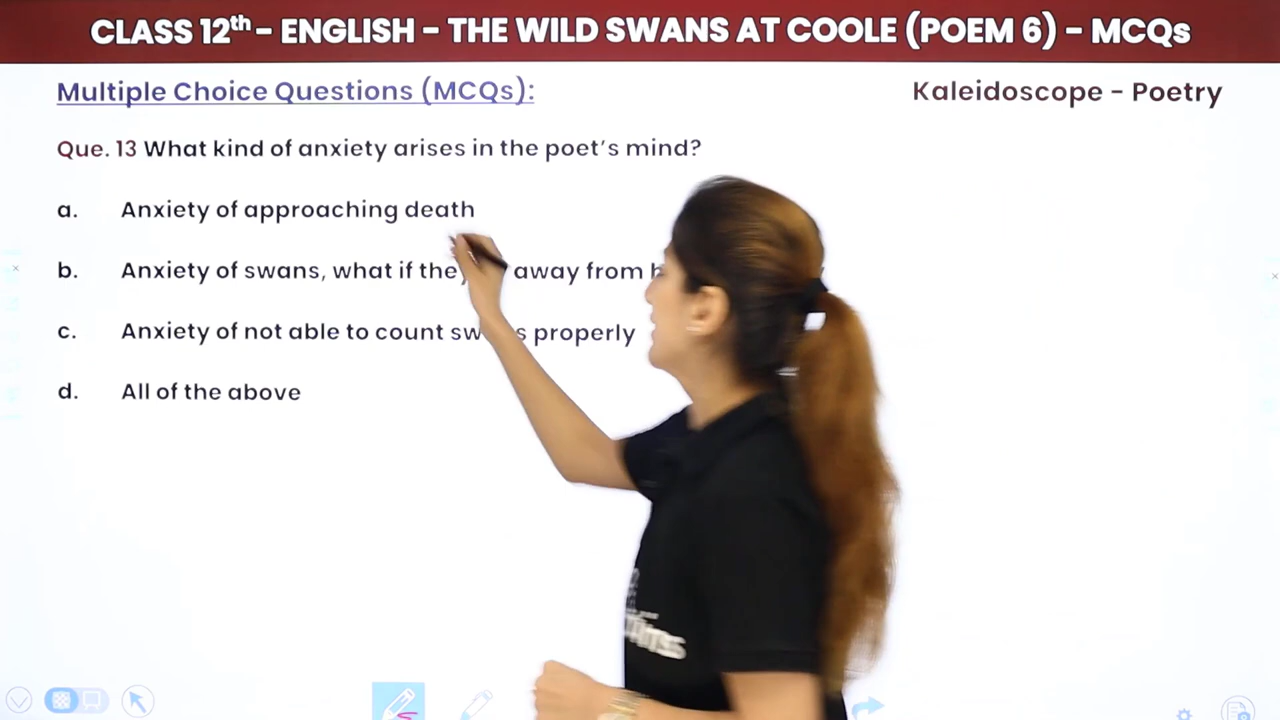 CLASS 12th – ENGLISH – THE WILD SWANS AT COOLE (POEM 6) – MCQs
Multiple Choice Questions (MCQs):
Kaleidoscope – Poetry
Que. 13 What kind of anxiety arises in the poet’s mind?
a. Anxiety of approaching death
b. Anxiety of swans, what if away from
c. Anxiety of not able to count properly
d. All of the above